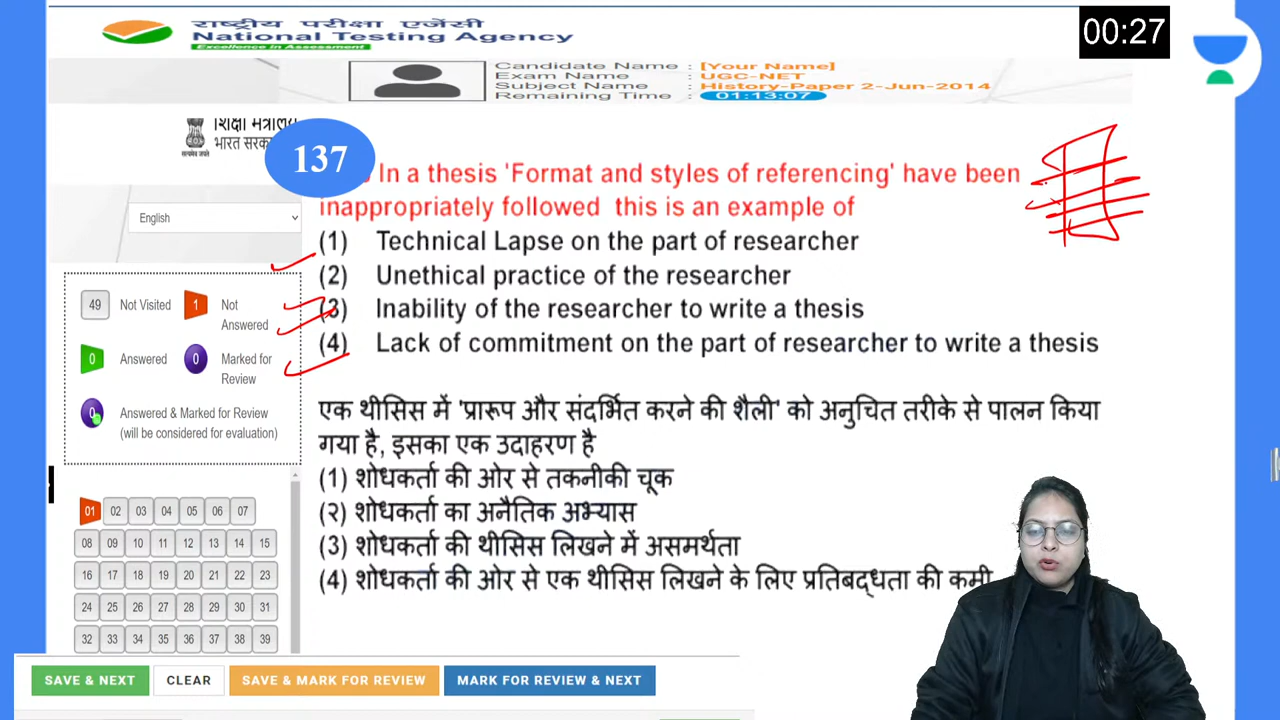 राष्ट्रीय परीक्षा एजेंसी
National Testing Agency
Excellence in Assessment
00:27
Candidate Name : [Your Name]
Exam Name : UGC-NET
Subject Name : History-Paper 2-Jun-2014
Remaining Time : 01:13:07
शिक्षा मंत्रालय
भारत सरकार
137
In a thesis 'Format and styles of referencing' have been
inappropriately followed this is an example of
(1) Technical Lapse on the part of researcher
(2) Unethical practice of the researcher
(3) Inability of the researcher to write a thesis
(4) Lack of commitment on the part of researcher to write a thesis
एक थीसिस में 'प्रारूप और संदर्भित करने की शैली' को अनुचित तरीके से पालन किया
गया है, इसका एक उदाहरण है
(1) शोधकर्ता की ओर से तकनीकी चूक
(२) शोधकर्ता का अनैतिक अभ्यास
(3) शोधकर्ता की थीसिस लिखने में असमर्थता
(4) शोधकर्ता की ओर से एक थीसिस लिखने के लिए प्रतिबद्धता की कमी
English
49 Not Visited 1 Not Answered
0 Answered 0 Marked for Review
0 Answered & Marked for Review
(will be considered for evaluation)
01 02 03 04 05 06 07
08 09 10 11 12 13 14 15
16 17 18 19 20 21 22 23
24 25 26 27 28 29 30 31
32 33 34 35 36 37 38 39
SAVE & NEXT CLEAR SAVE & MARK FOR REVIEW MARK FOR REVIEW & NEXT